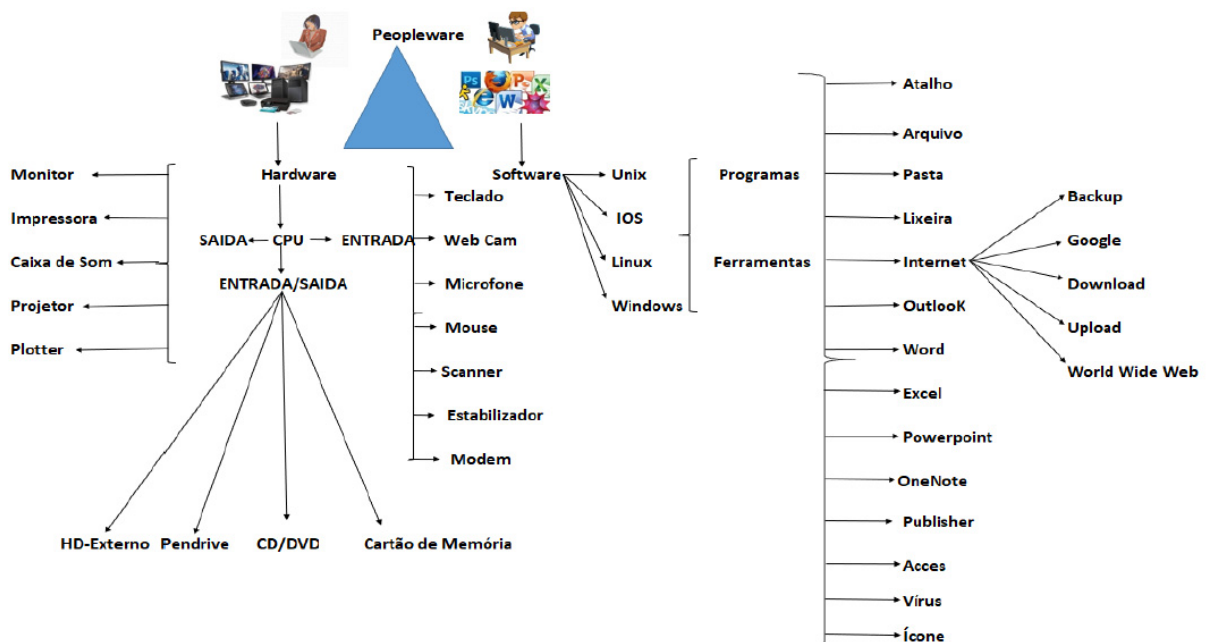 Peopleware
Ps
Ps
X
e
W
Hardware
Software
Monitor
Impressora
Caixa de Som
Projetor
Plotter
SAIDA
CPU
ENTRADA
ENTRADA/SAIDA
HD-Externo
Pendrive
CD/DVD
Cartão de Memória
Teclado
Web Cam
Microfone
Mouse
Scanner
Estabilizador
Modem
Unix
IOS
Linux
Windows
Programas
Ferramentas
Atalho
Arquivo
Pasta
Lixeira
Internet
OutlooK
Word
Excel
Powerpoint
OneNote
Publisher
Acces
Vírus
Ícone
Backup
Google
Download
Upload
World Wide Web